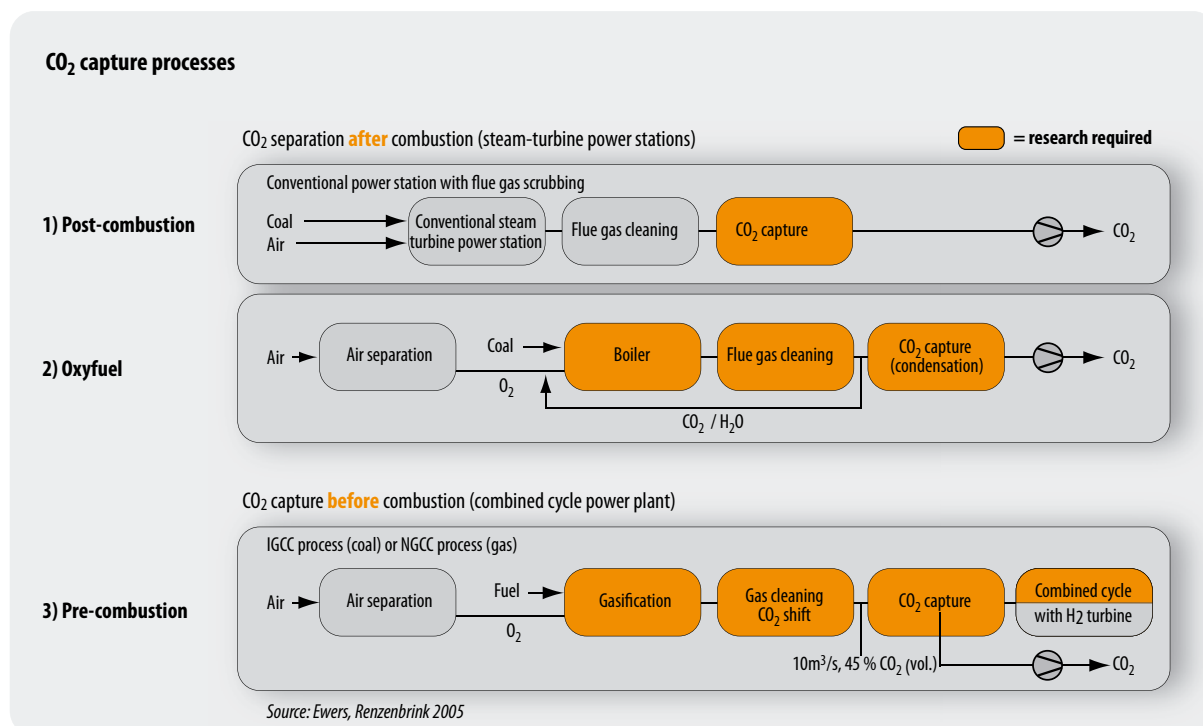 CO₂ capture processes
CO₂ separation after combustion (steam-turbine power stations)
= research required
1) Post-combustion
Conventional power station with flue gas scrubbing
Coal
Air
Conventional steam
turbine power station
Flue gas cleaning
CO₂ capture
CO₂
2) Oxyfuel
Air
Air separation
Coal
O₂
Boiler
Flue gas cleaning
CO₂ capture
(condensation)
CO₂
CO₂ / H₂O
CO₂ capture before combustion (combined cycle power plant)
3) Pre-combustion
IGCC process (coal) or NGCC process (gas)
Air
Air separation
Fuel
O₂
Gasification
Gas cleaning
CO₂ shift
CO₂ capture
Combined cycle
with H2 turbine
10m³/s, 45 % CO₂ (vol.)
CO₂
Source: Ewers, Renzenbrink 2005